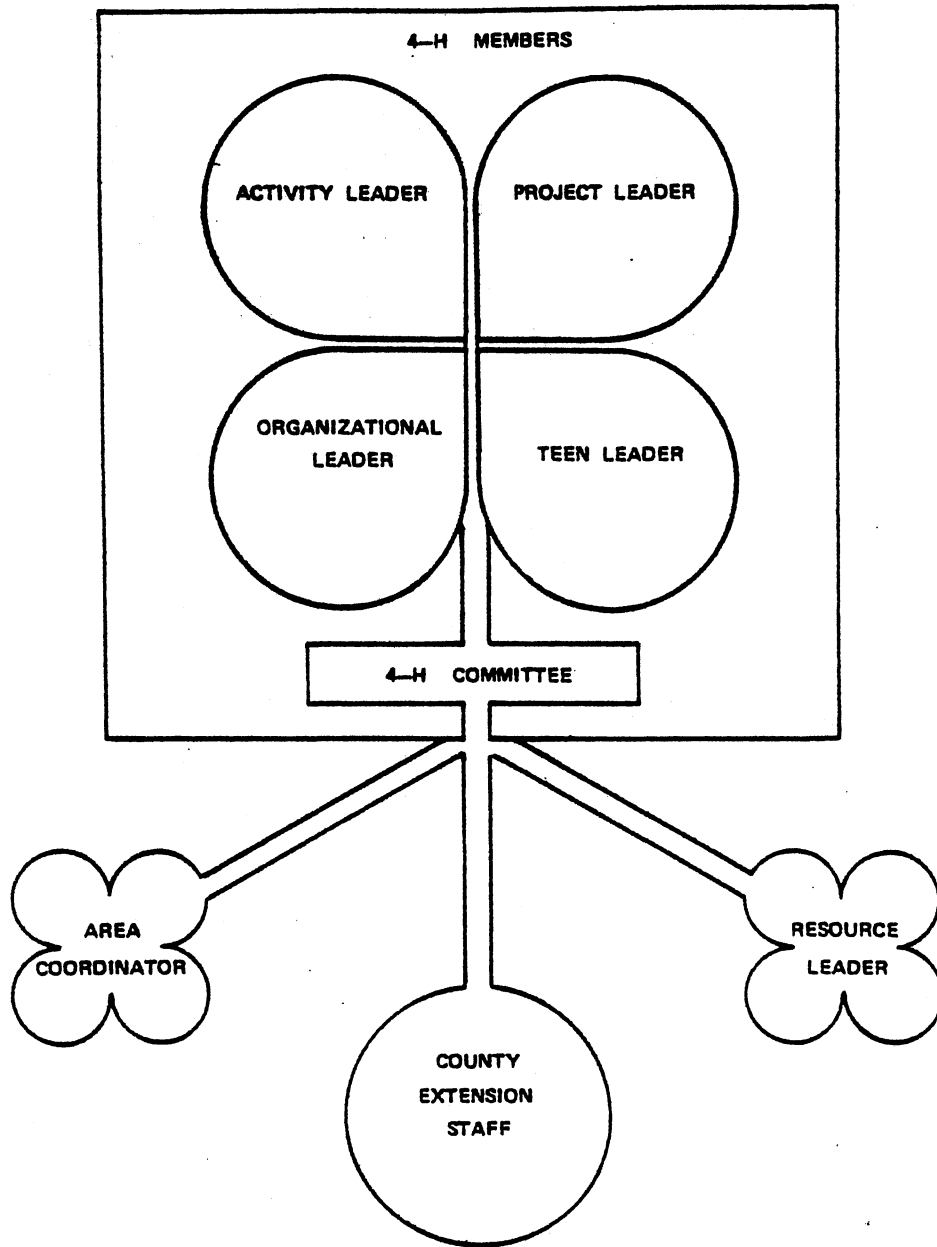 4–H MEMBERS
ACTIVITY LEADER
PROJECT LEADER
ORGANIZATIONAL
LEADER
TEEN LEADER
4–H COMMITTEE
AREA
COORDINATOR
RESOURCE
LEADER
COUNTY
EXTENSION
STAFF